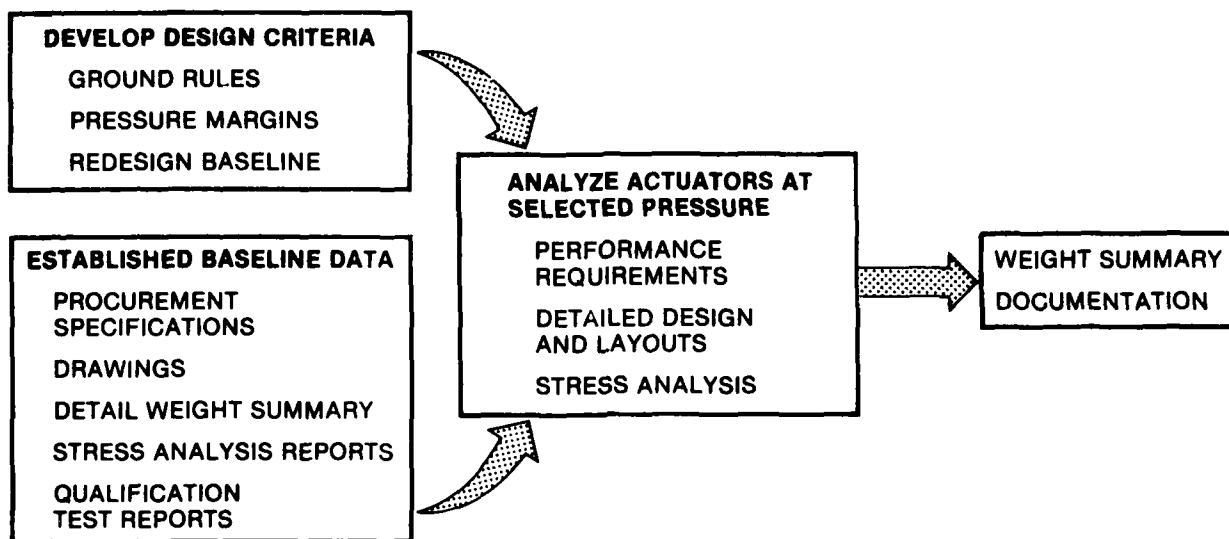 DEVELOP DESIGN CRITERIA
GROUND RULES
PRESSURE MARGINS
REDESIGN BASELINE
ESTABLISHED BASELINE DATA
PROCUREMENT
SPECIFICATIONS
DRAWINGS
DETAIL WEIGHT SUMMARY
STRESS ANALYSIS REPORTS
QUALIFICATION
TEST REPORTS
ANALYZE ACTUATORS AT
SELECTED PRESSURE
PERFORMANCE
REQUIREMENTS
DETAILED DESIGN
AND LAYOUTS
STRESS ANALYSIS
WEIGHT SUMMARY
DOCUMENTATION